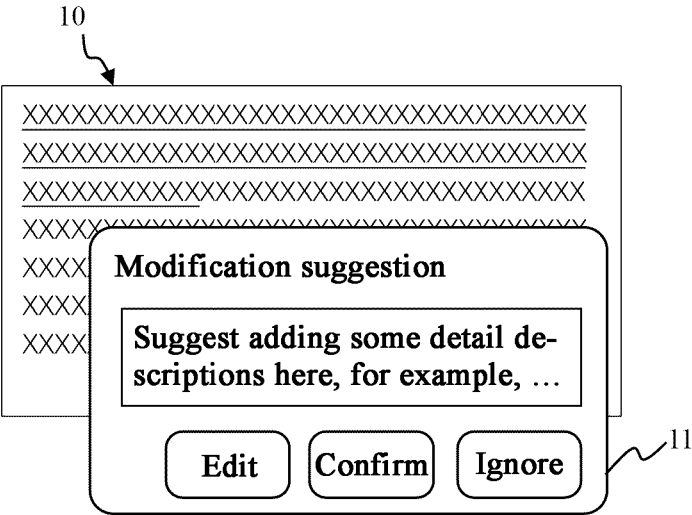 10
XXXXXXXXXXXXXXXXXXXXXXXXXXXXXXXXXXX
XXXXXXXXXXXXXXXXXXXXXXXXXXXXXXXXXXX
XXXXXXXXXXXXXXXXXXXXXXXXXXXXXXXXXXX
XXXXXXXXXXXXXXXXXXXXXXXXXXXXXXXXXXX
XXXX
XXXX
XXXX
Modification suggestion
Suggest adding some detail de-
scriptions here, for example, …
Edit Confirm Ignore
11